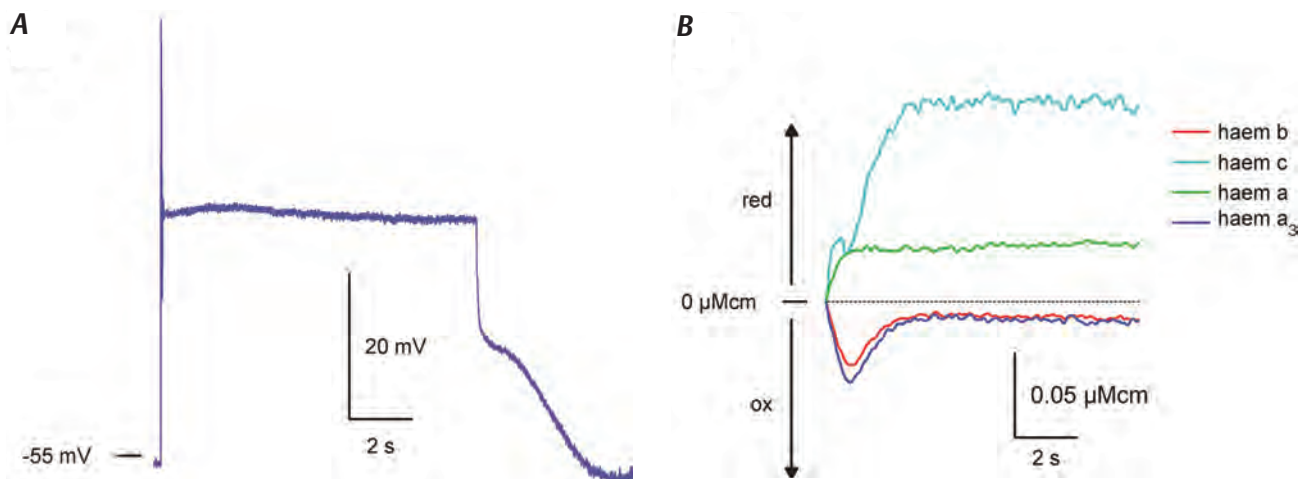 A
20 mV
2 s
-55 mV
B
red
0 µMcm
ox
0.05 µMcm
2 s
haem b
haem c
haem a
haem a3